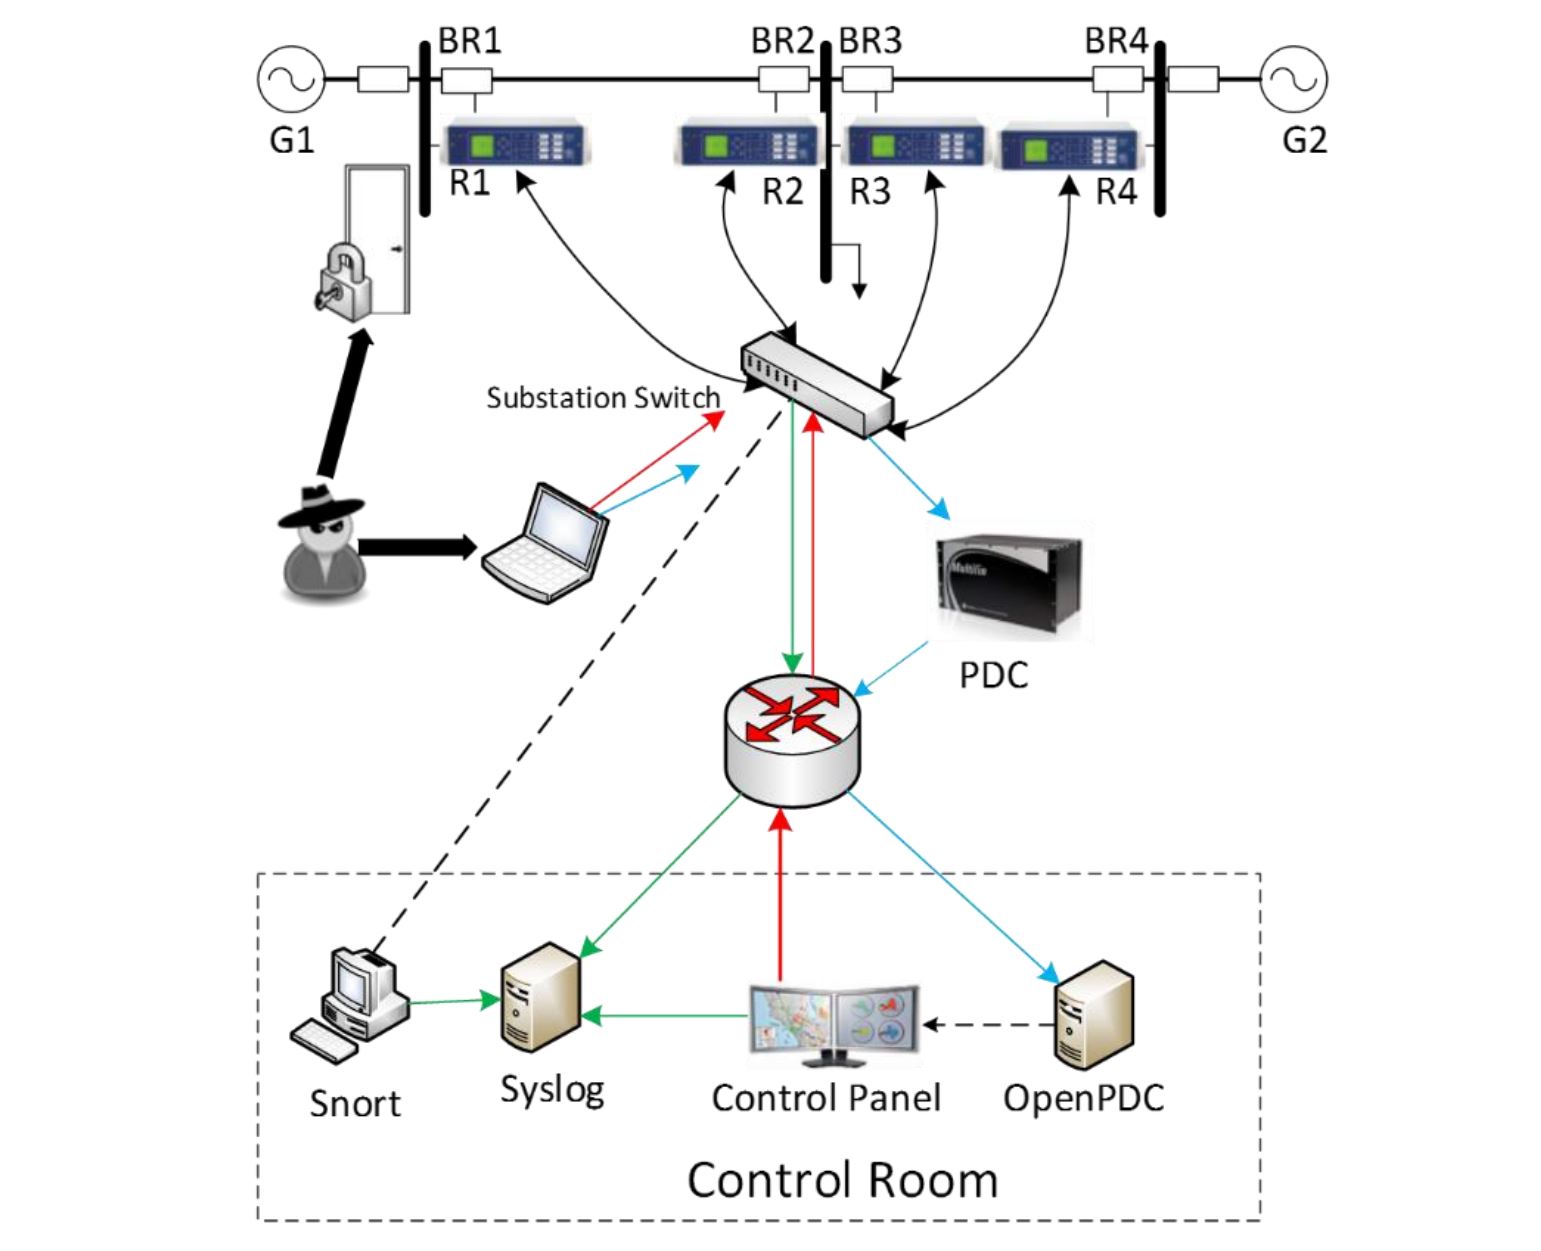 BR1
BR2
BR3
BR4
G1
G2
R1
R2
R3
R4
Substation Switch
PDC
Snort
Syslog
Control Panel
OpenPDC
Control Room